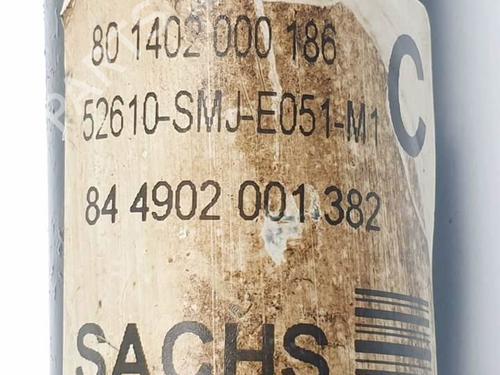 80 1402 000 186
52610-SMJ-E051-M1
C
84 4902 001 382
SACHS